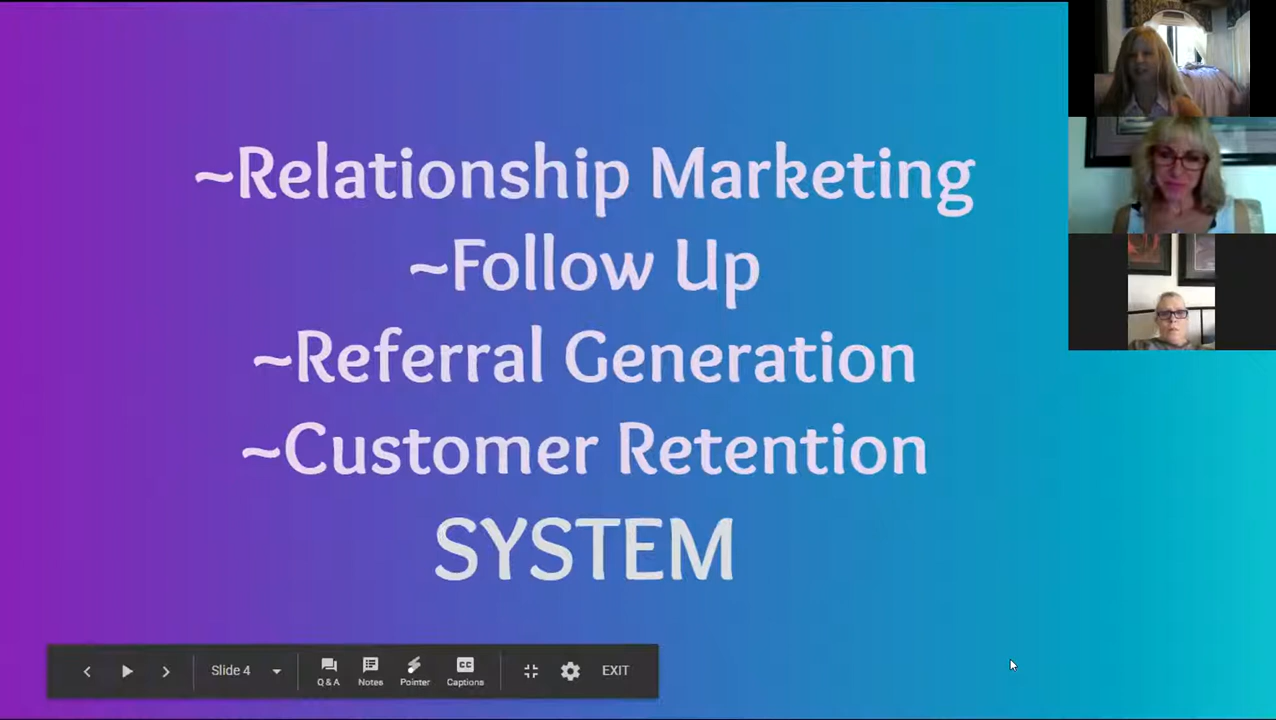 ~Relationship Marketing
~Follow Up
~Referral Generation
~Customer Retention
SYSTEM
Slide 4
Q & A
Notes
Pointer
CC
Captions
EXIT